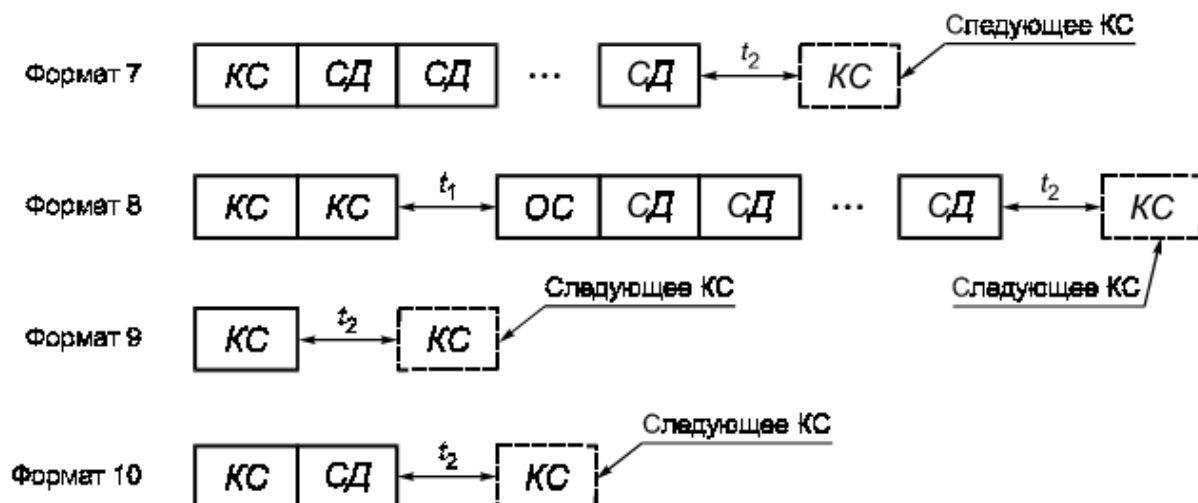 Следующее КС
Формат 7 КС СД СД ... СД t2 КС
Формат 8 КС КС t1 ОС СД СД ... СД t2 КС
Следующее КС Следующее КС
Формат 9 КС t2 КС
Следующее КС
Формат 10 КС СД t2 КС